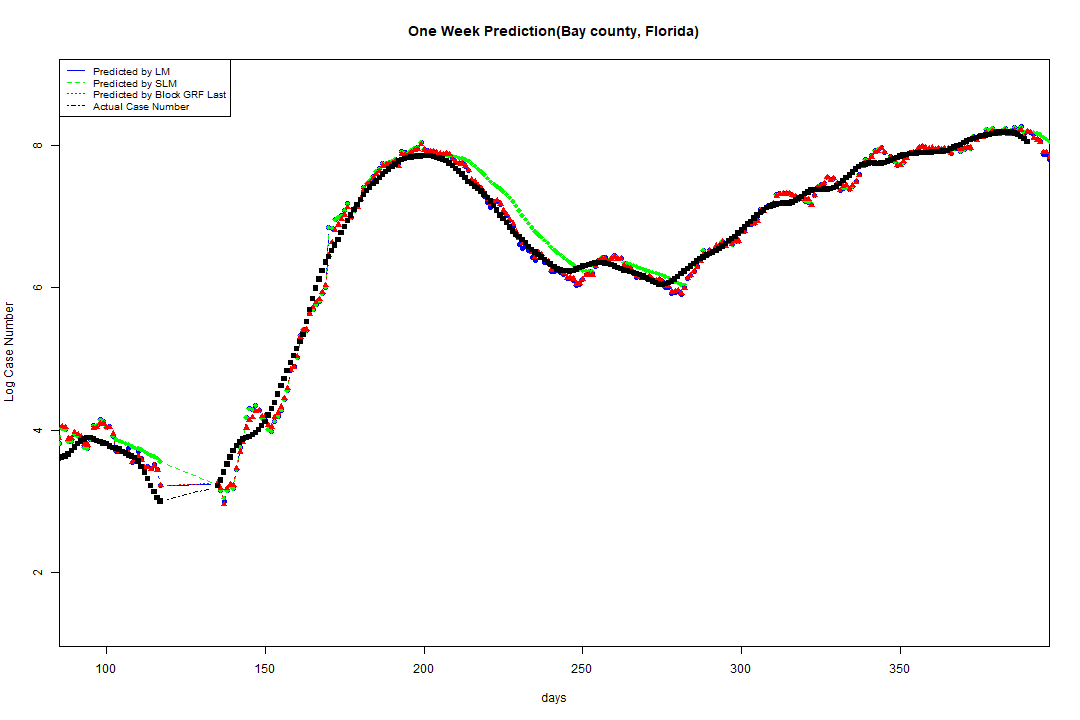 One Week Prediction(Bay county, Florida)
Predicted by LM
Predicted by SLM
Predicted by Block GRF Last
Actual Case Number
8
6
4
2
Log Case Number
100 150 200 250 300 350
days